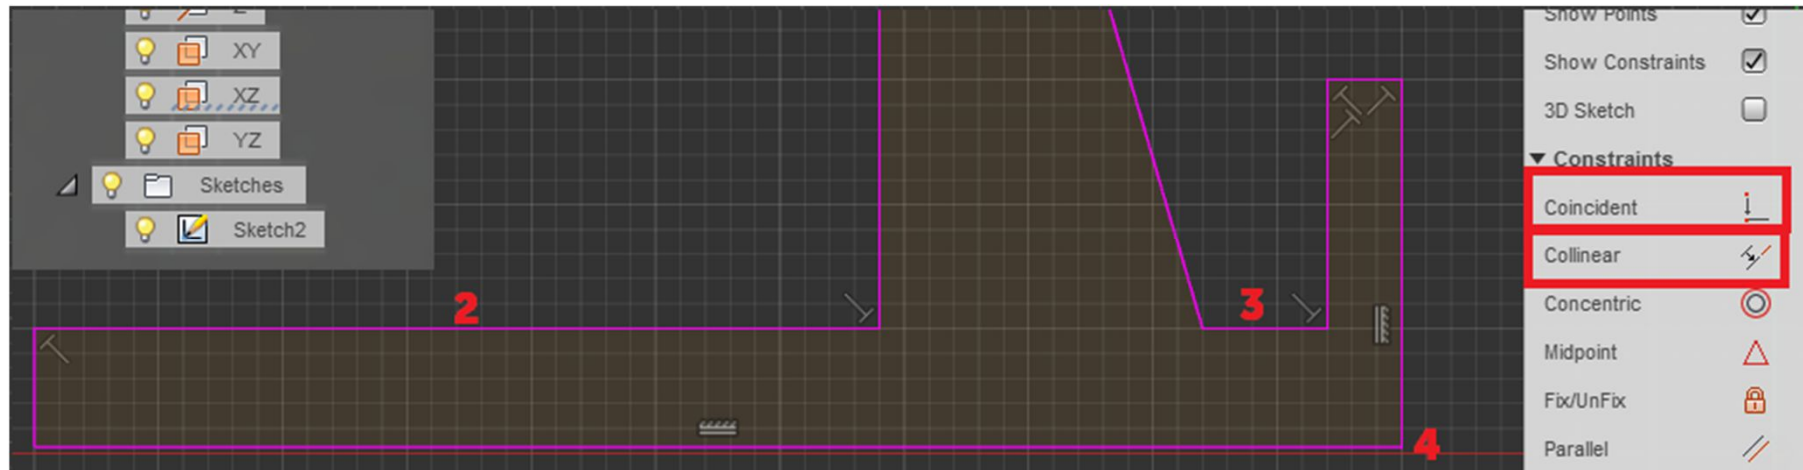 XY
XZ
YZ
Sketches
Sketch2
2
3
4
Show Points
Show Constraints
3D Sketch
Constraints
Coincident
Collinear
Concentric
Midpoint
Fix/UnFix
Parallel